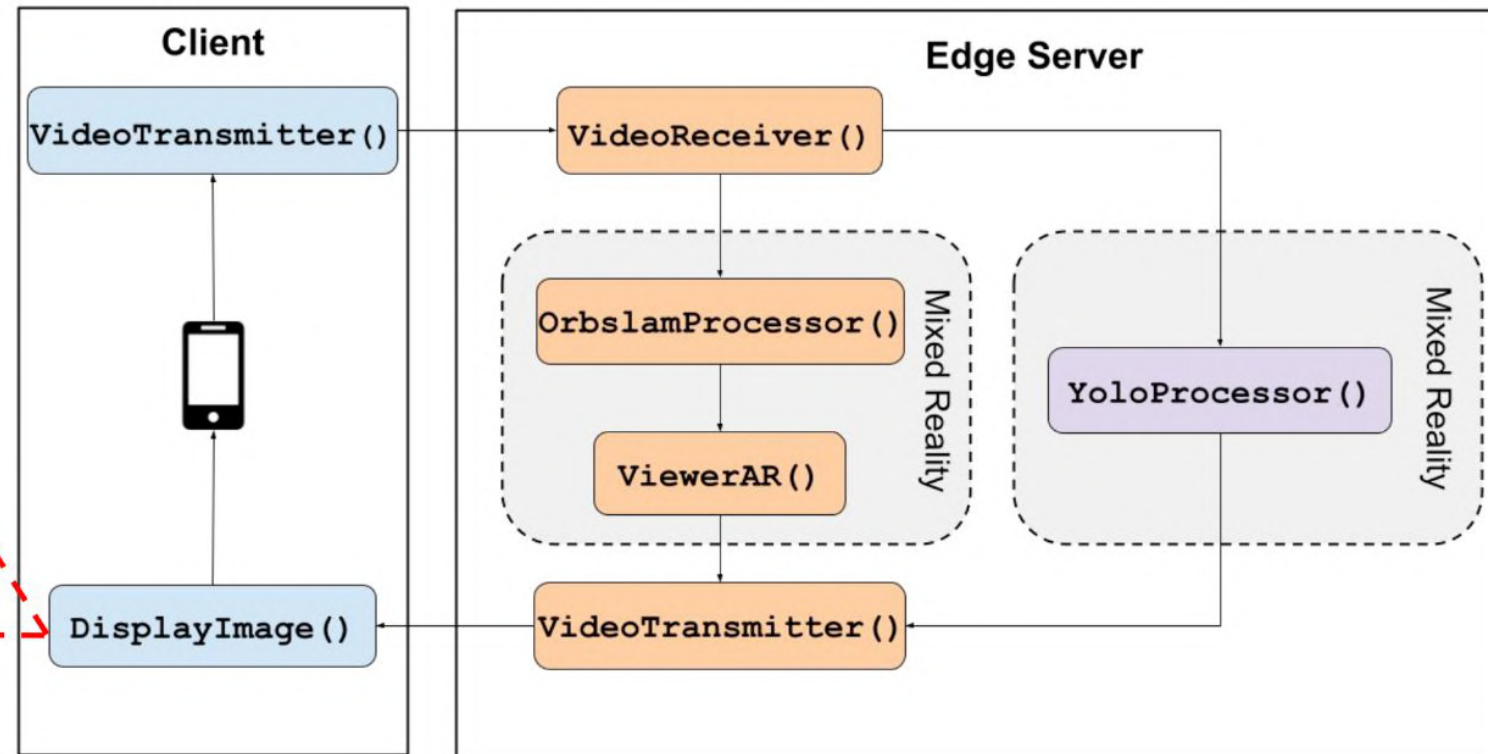 Client
Edge Server
VideoTransmitter()
VideoReceiver()
OrbslamProcessor()
Mixed Reality
ViewerAR()
YoloProcessor()
Mixed Reality
DisplayImage()
VideoTransmitter()